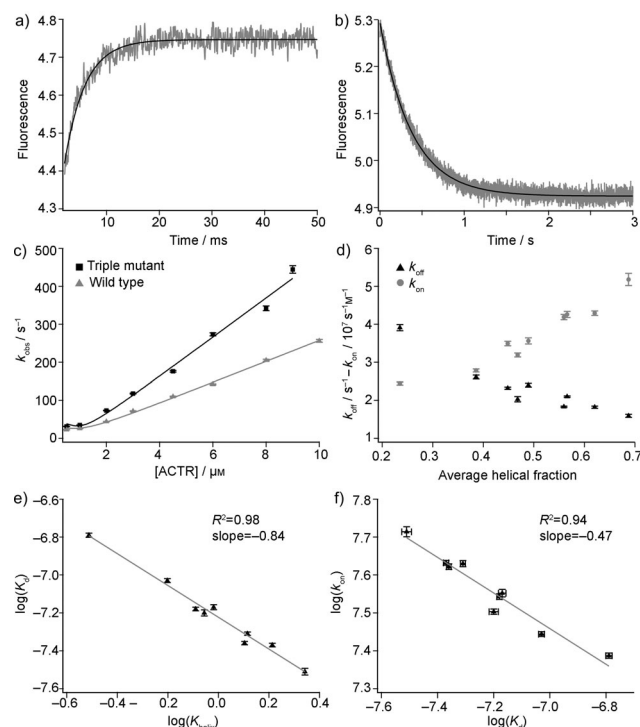 a)
4.8
4.7
4.6
4.5
4.4
4.3
Fluorescence
10 20 30 40 50
Time / ms
b)
5.3
5.2
5.1
5.0
4.9
Fluorescence
0 1 2 3
Time / s
c)
500
400
300
200
100
0
kobs / s–1
Triple mutant
Wild type
0 2 4 6 8 10
[ACTR] / µM
d)
6
5
4
3
2
1
koff / s–1 – kon / 10⁷ s–1M–1
koff
kon
0.2 0.3 0.4 0.5 0.6 0.7
Average helical fraction
e)
–6.6
–6.8
–7.0
–7.2
–7.4
–7.6
log(Kd)
R2=0.98
slope=–0.84
–0.6 –0.4 0.0 0.2 0.4
f)
7.8
7.7
7.6
7.5
7.4
7.3
log(kon)
R2=0.94
slope=–0.47
–7.6 –7.4 –7.2 –7.0 –6.8
log(Kd)